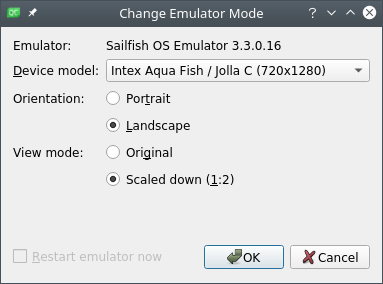 Change Emulator Mode
Emulator: Sailfish OS Emulator 3.3.0.16
Device model: Intex Aqua Fish / Jolla C (720x1280)
Orientation: Portrait
Landscape
View mode: Original
Scaled down (1:2)
Restart emulator now
OK Cancel